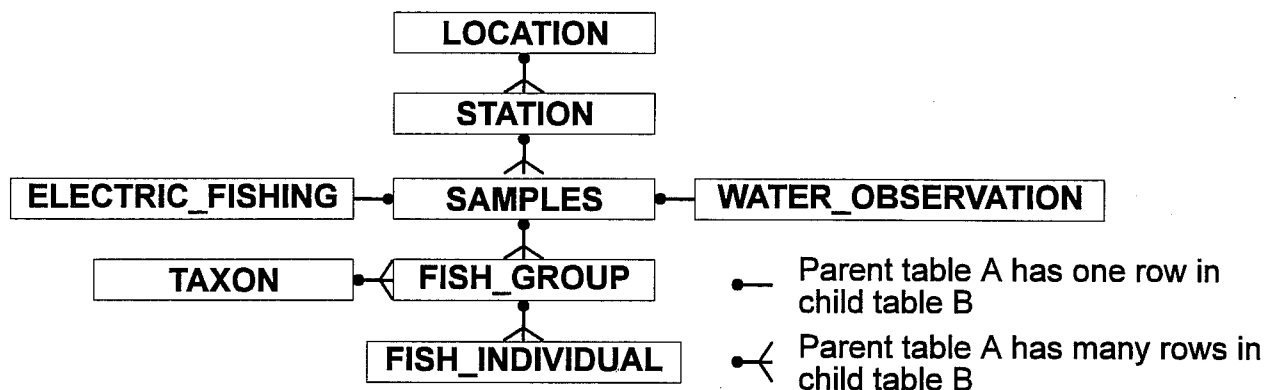 LOCATION
STATION
ELECTRIC_FISHING
SAMPLES
WATER_OBSERVATION
TAXON
FISH_GROUP
FISH_INDIVIDUAL
Parent table A has one row in
child table B
Parent table A has many rows in
child table B